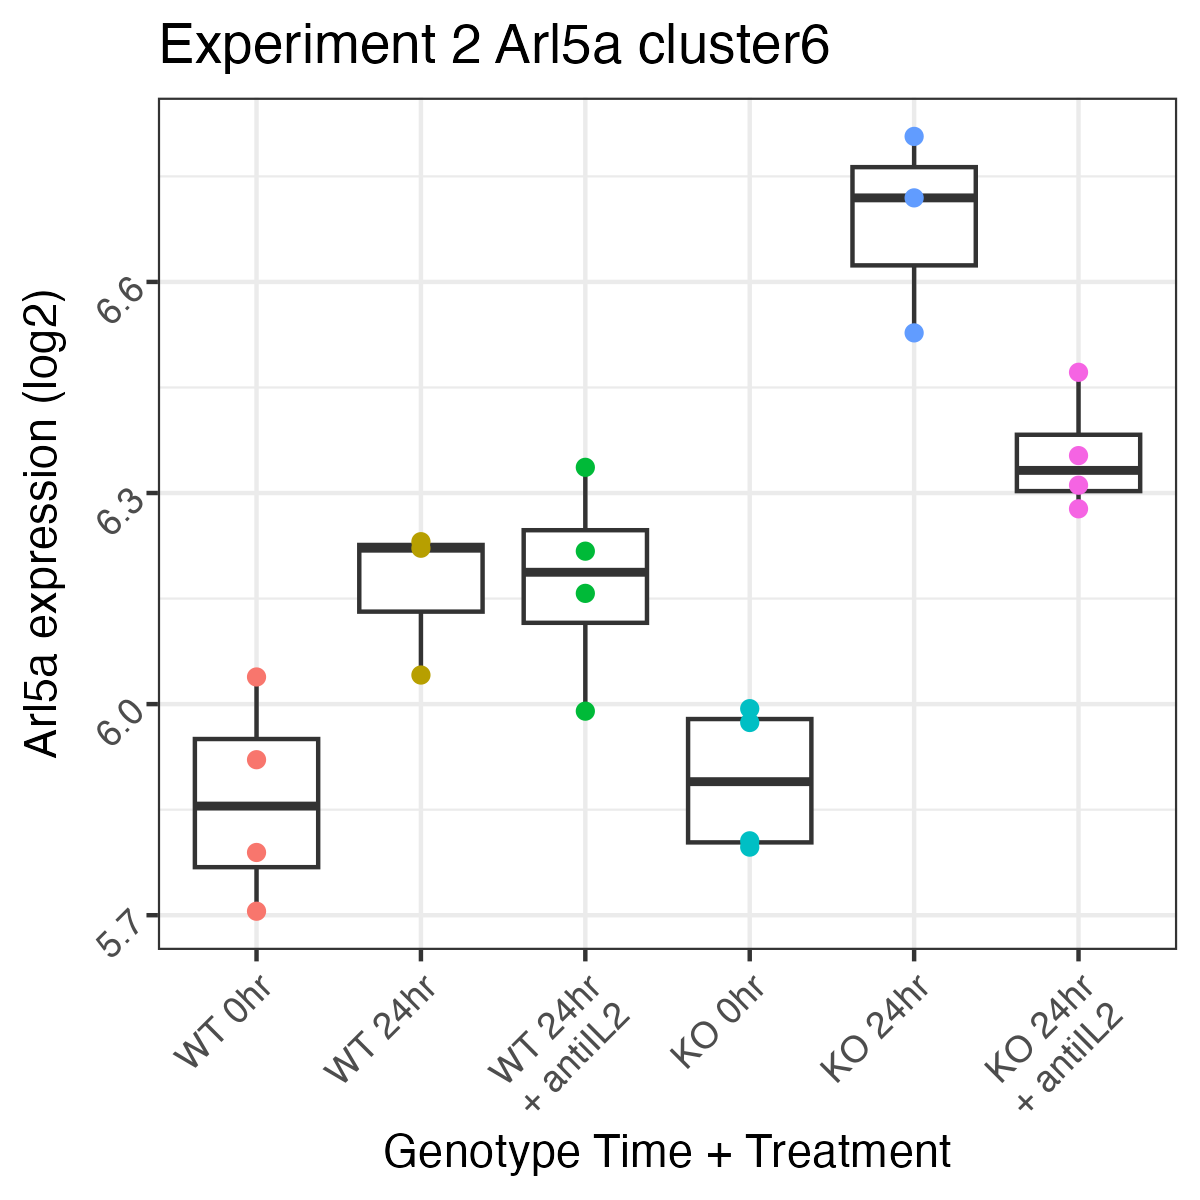 Experiment 2 Arl5a cluster6
Arl5a expression (log2)
6.6
6.3
6.0
5.7
WT 0hr
WT 24hr
WT 24hr
+ antiIL2
KO 0hr
KO 24hr
KO 24hr
+ antiIL2
Genotype Time + Treatment